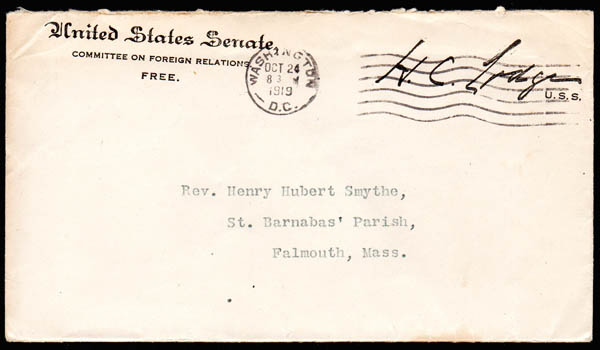 United States Senate,
COMMITTEE ON FOREIGN RELATIONS
FREE.
WASHINGTON
OCT 24
1919
D.C.
H. C. Lodge
U.S.S.
Rev. Henry Hubert Smythe,
St. Barnabas' Parish,
Falmouth, Mass.